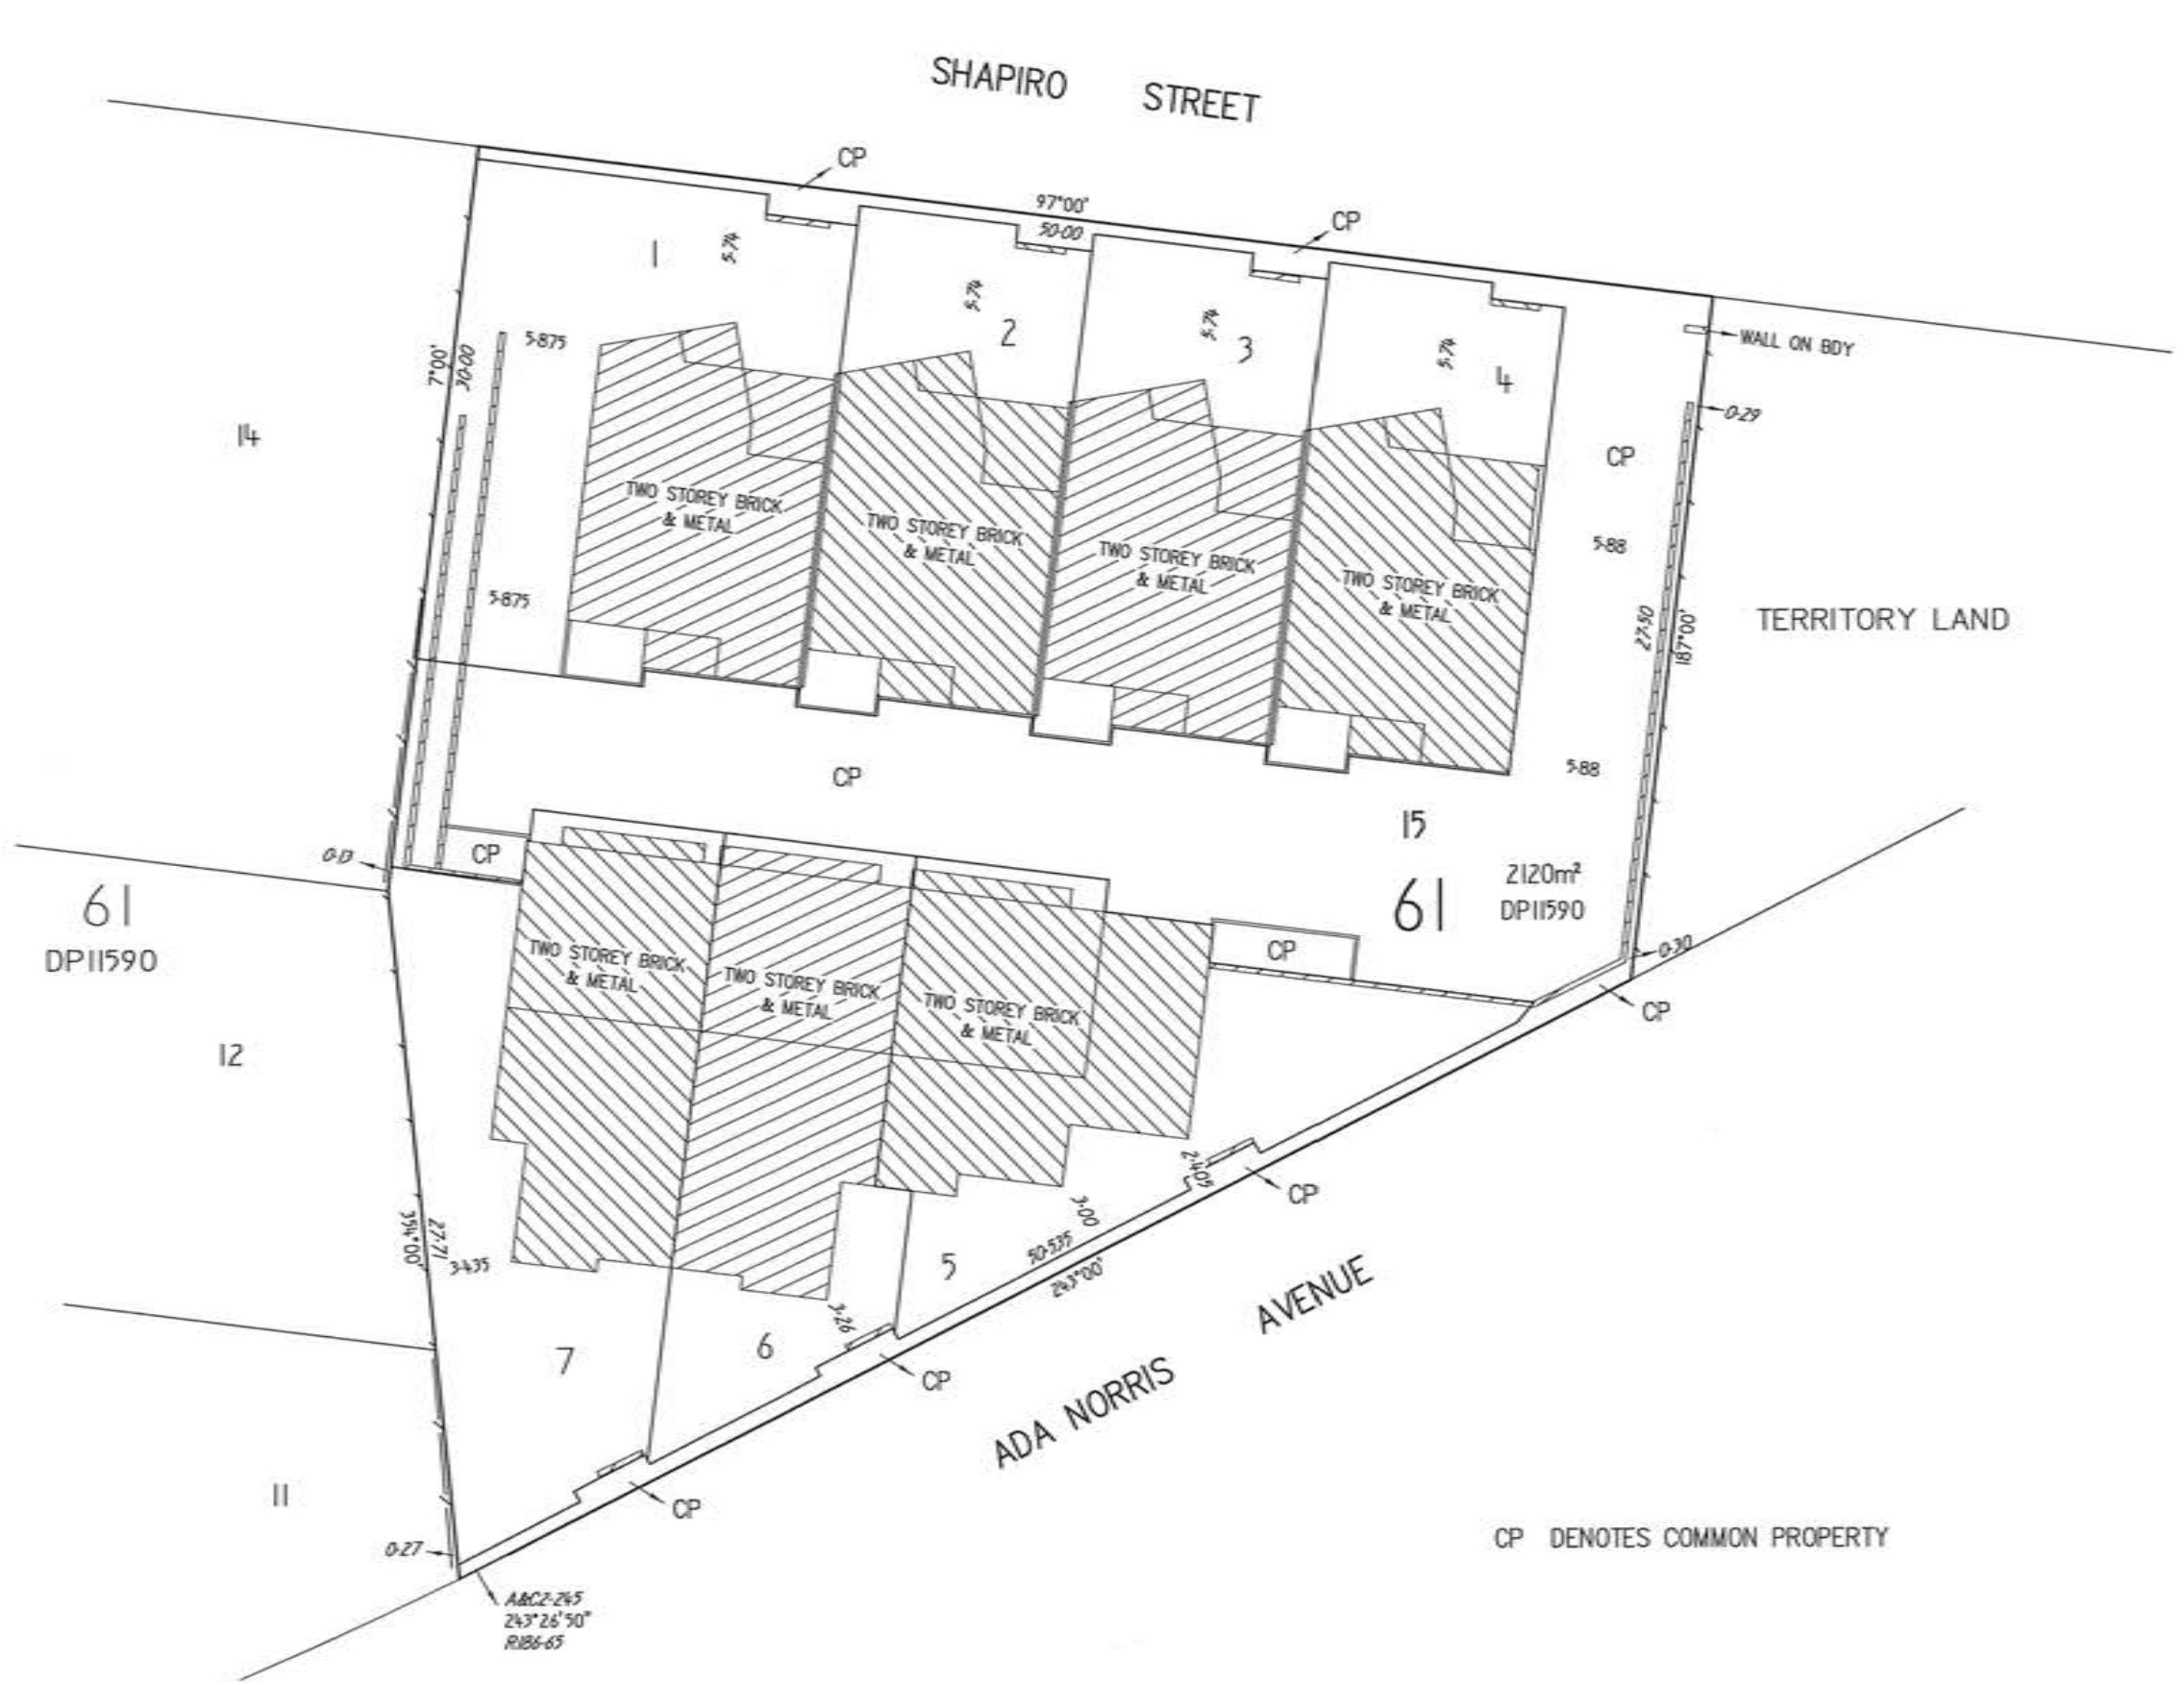 SHAPIRO STREET
CP
97°00'
50·00
CP
1
5·74
2
5·74
3
5·74
4
5·74
WALL ON BDY
0·29
5·875
7°00'
30·00
14
CP
TWO STOREY BRICK
& METAL
TWO STOREY BRICK
& METAL
TWO STOREY BRICK
& METAL
TWO STOREY BRICK
& METAL
5·88
5·875
27·50
187°00'
TERRITORY LAND
CP
5·88
15
0·13
CP
61
DP11590
61
2120m²
DP11590
TWO STOREY BRICK
& METAL
TWO STOREY BRICK
& METAL
TWO STOREY BRICK
& METAL
CP
0·30
CP
12
354°00'
27·71
3·435
2·405
3·00
CP
5
50·535
243°00'
3·26
6
7
CP
ADA NORRIS AVENUE
11
CP
0·27
CP DENOTES COMMON PROPERTY
A&C2·245
243°26'50"
R186·65